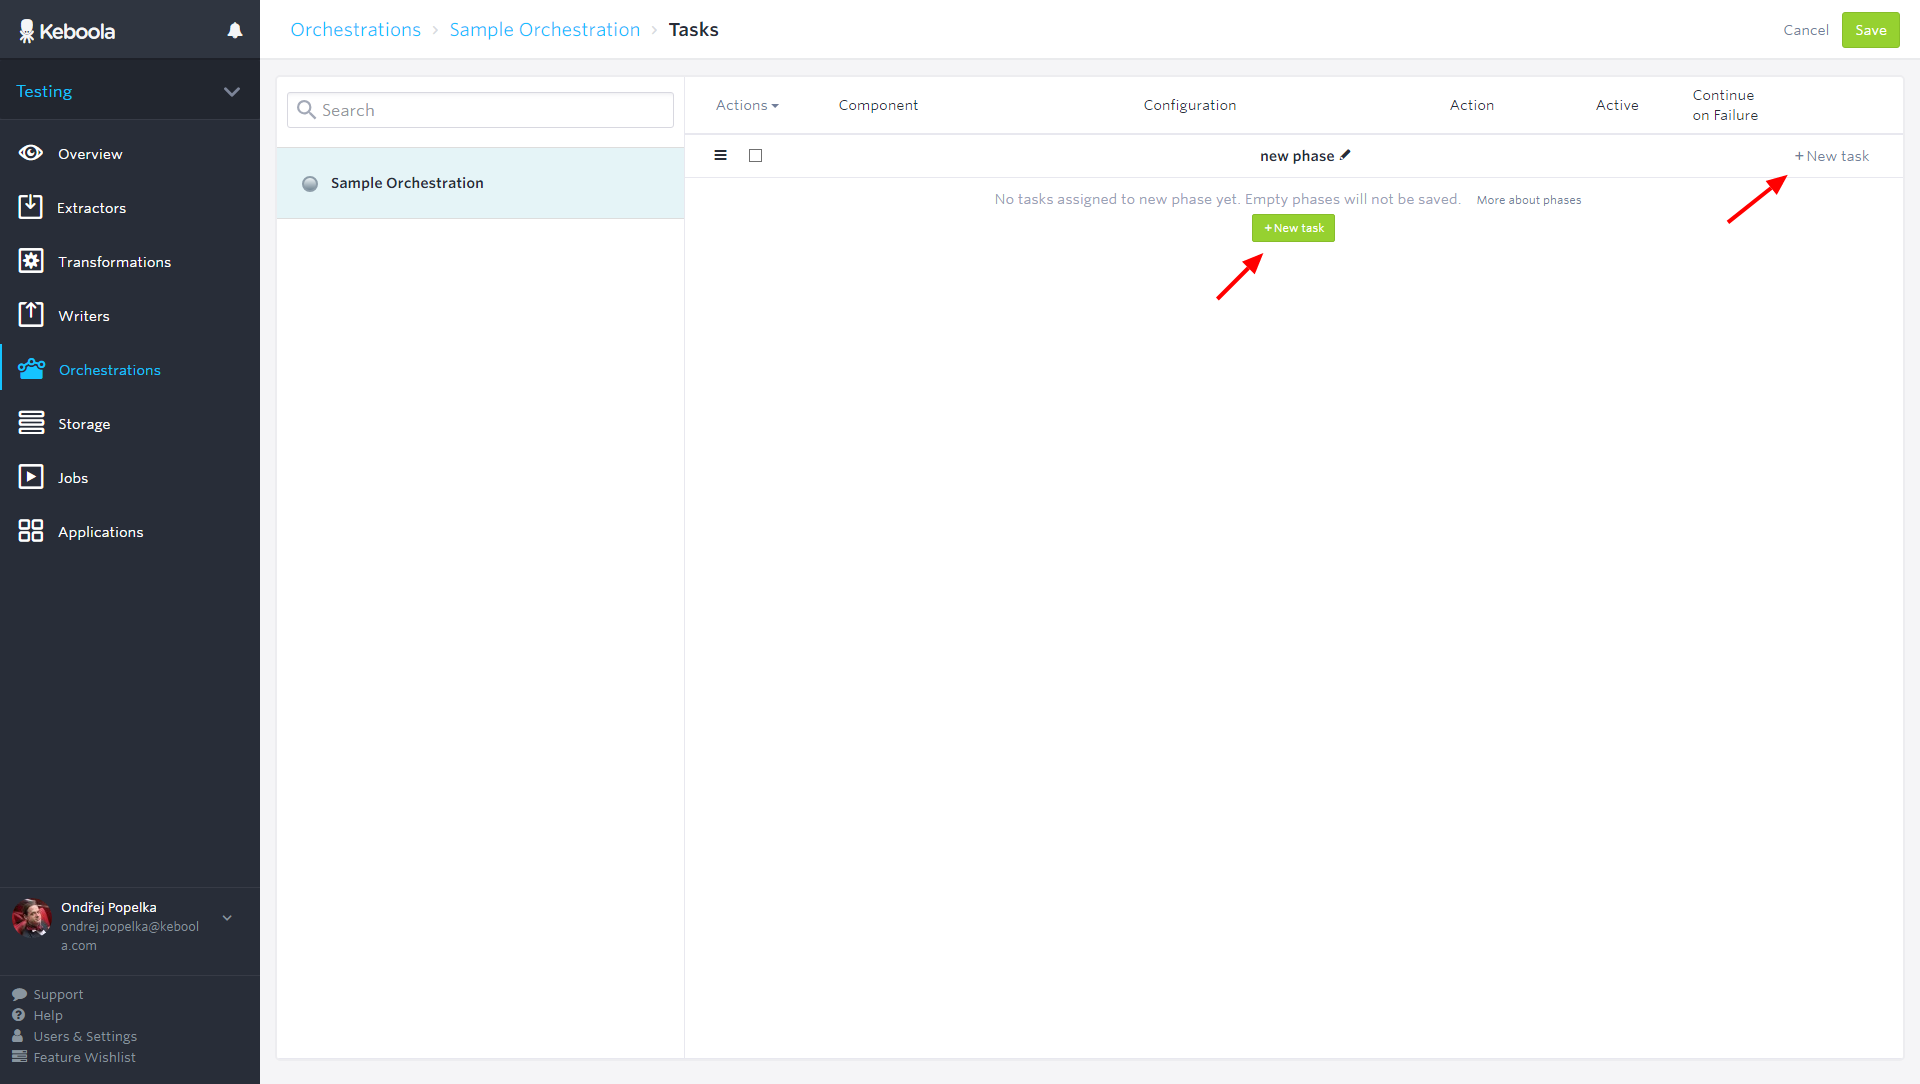 Keboola
Testing
Overview
Extractors
Transformations
Writers
Orchestrations
Storage
Jobs
Applications
Ondřej Popelka
ondrej.popelka@kebool
a.com
Support
Help
Users & Settings
Feature Wishlist
Orchestrations › Sample Orchestration › Tasks
Cancel
Save
Search
Sample Orchestration
Actions Component Configuration Action Active Continue
on Failure
new phase
+ New task
No tasks assigned to new phase yet. Empty phases will not be saved. More about phases
+ New task